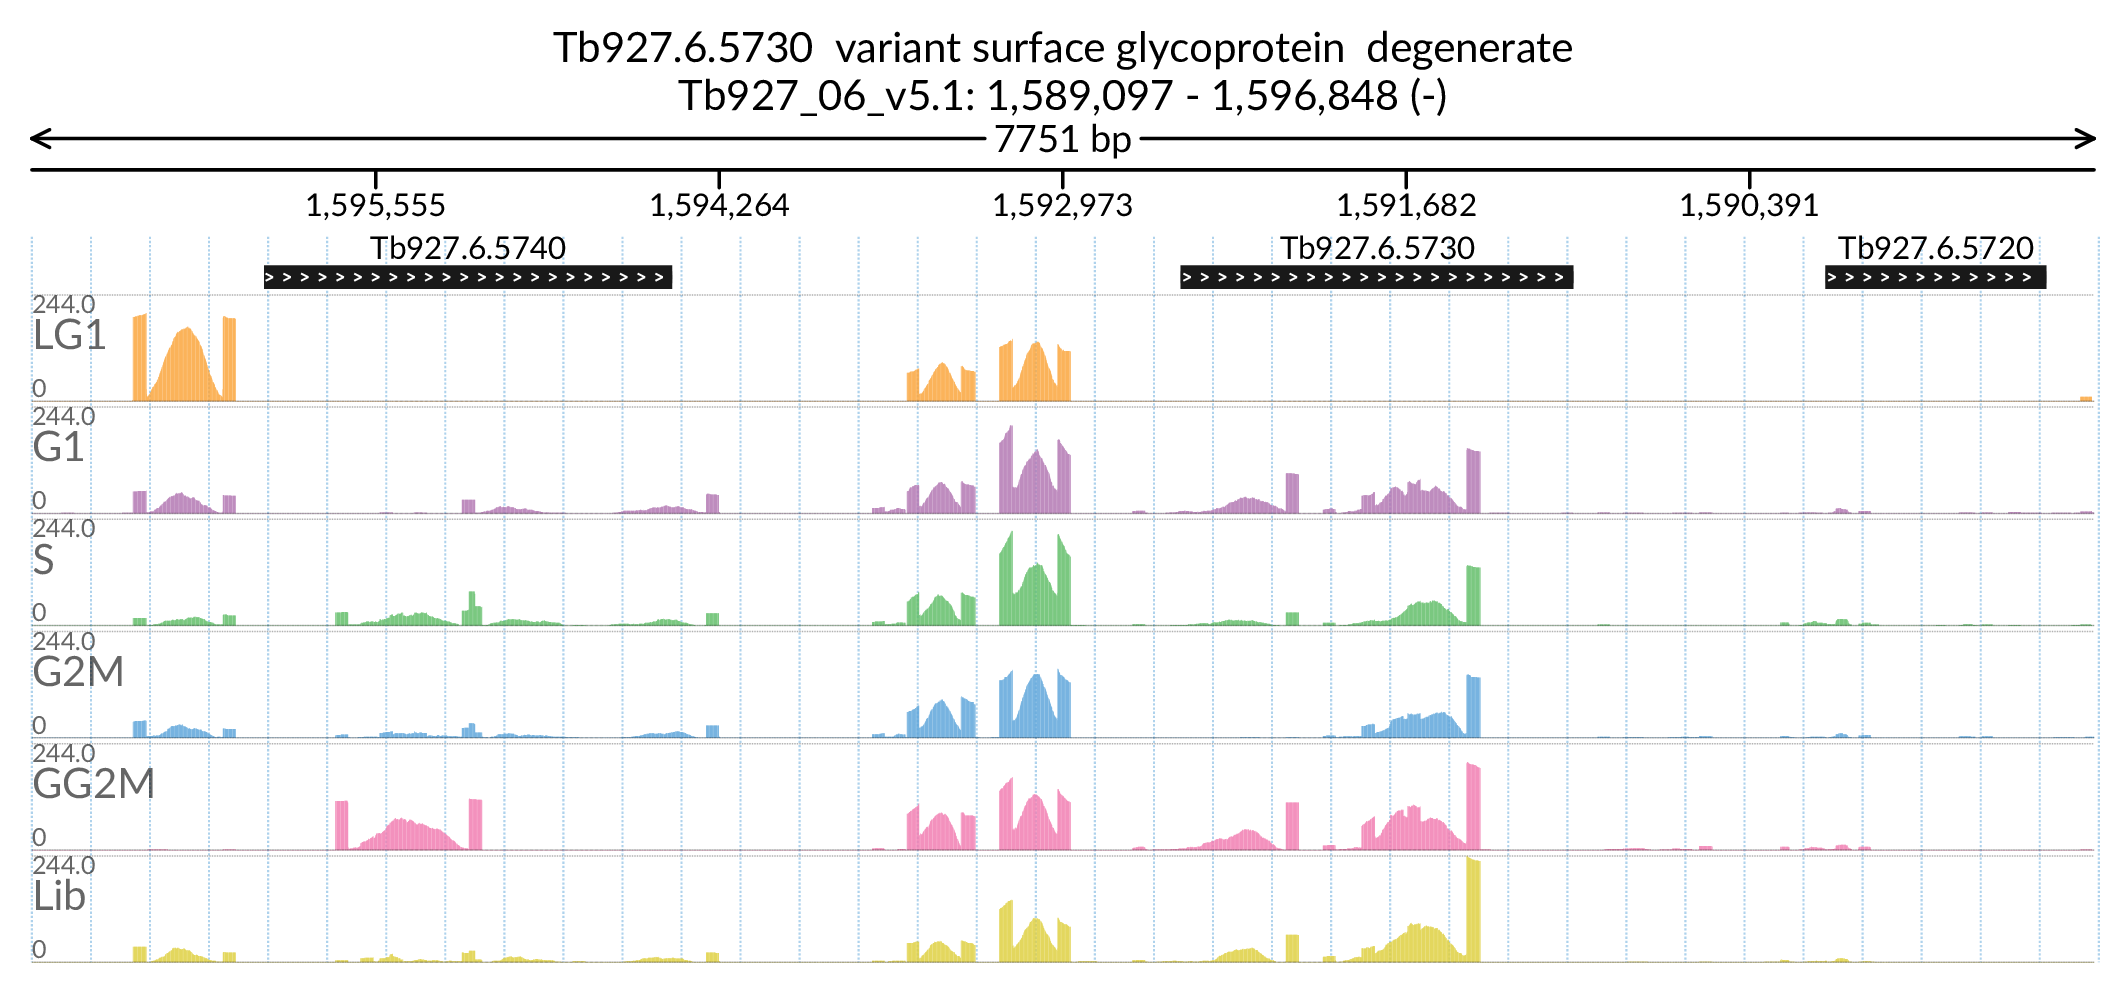 Tb927.6.5730  variant surface glycoprotein  degenerate
Tb927_06_v5.1: 1,589,097 - 1,596,848 (-)
7751 bp
1,595,555 1,594,264 1,592,973 1,591,682 1,590,391
Tb927.6.5740 Tb927.6.5730 Tb927.6.5720
244.0
LG1
0
244.0
G1
0
244.0
S
0
244.0
G2M
0
244.0
GG2M
0
244.0
Lib
0